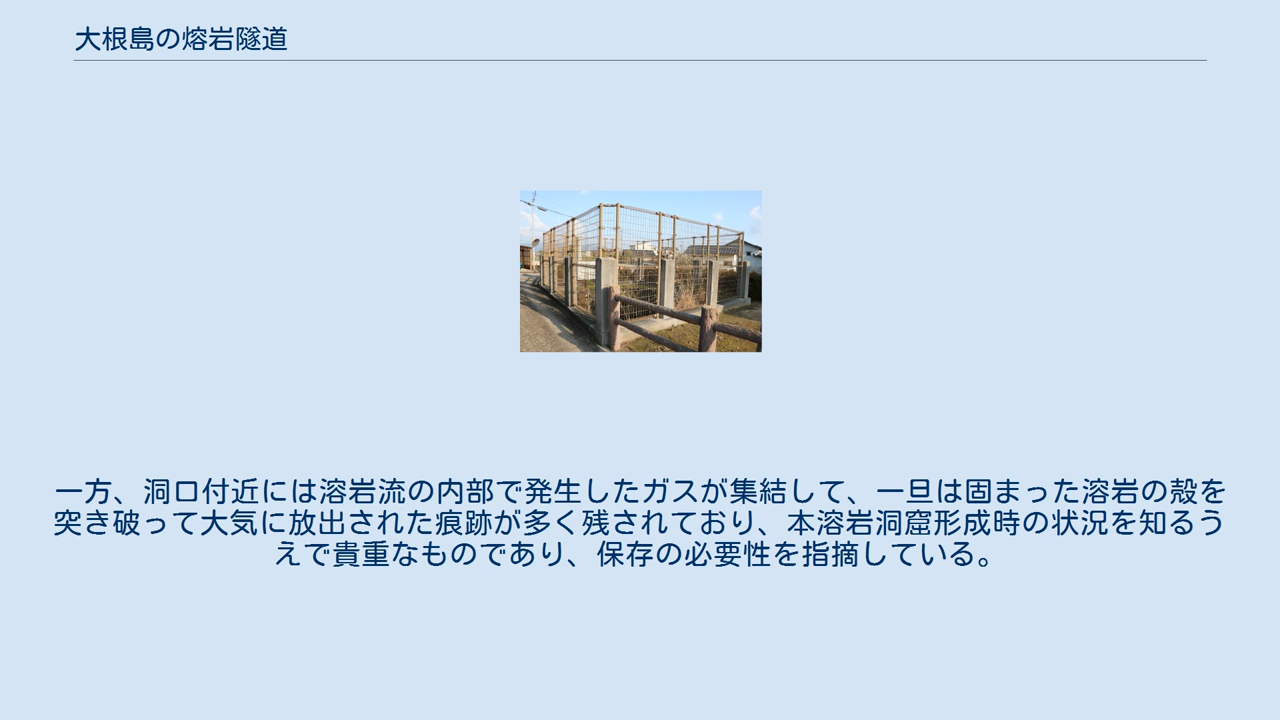 大根島の熔岩隧道
一方、洞口付近には溶岩流の内部で発生したガスが集結して、一旦は固まった溶岩の殻を
突き破って大気に放出された痕跡が多く残されており、本溶岩洞窟形成時の状況を知るう
えで貴重なものであり、保存の必要性を指摘している。